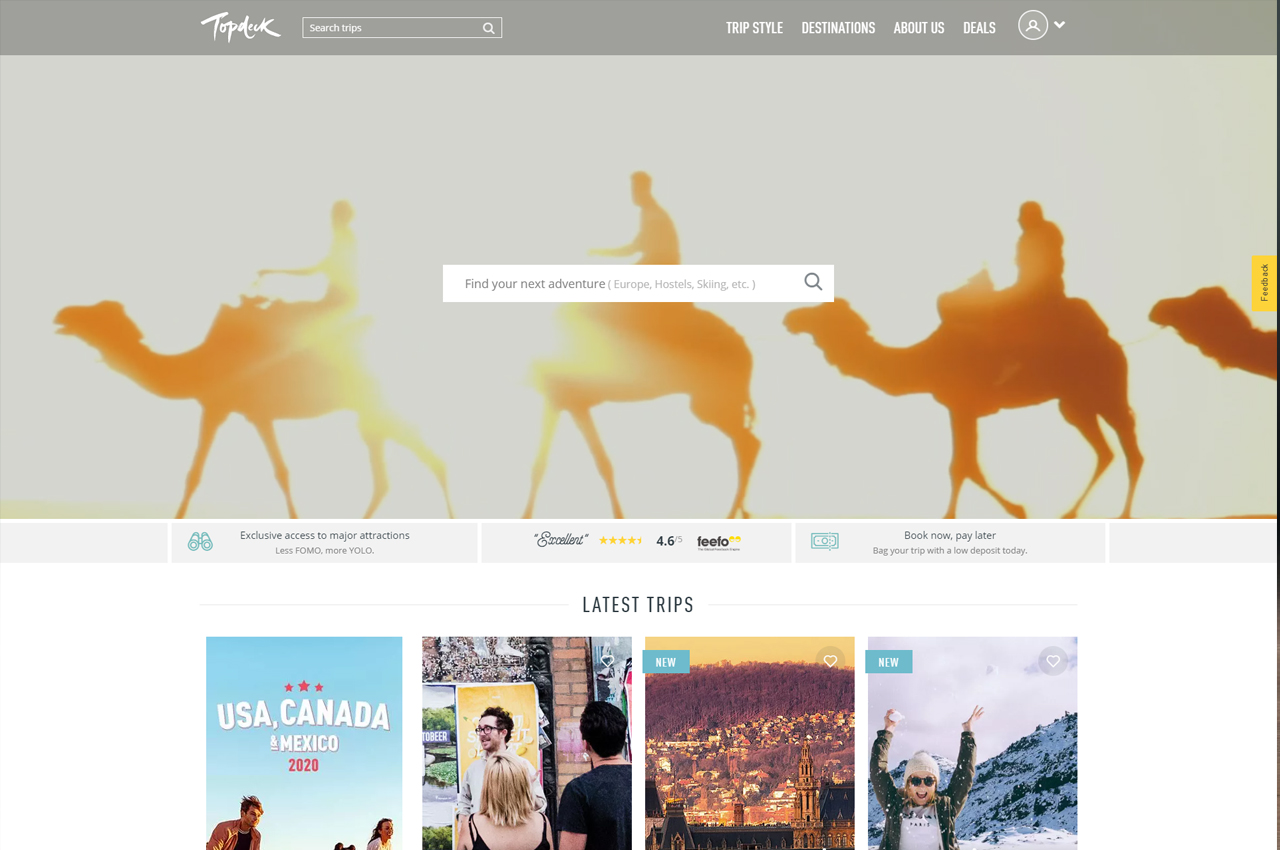 Topdeck
Search trips
TRIP STYLE
DESTINATIONS
ABOUT US
DEALS
Find your next adventure ( Europe, Hostels, Skiing, etc. )
Feedback
Exclusive access to major attractions
Less FOMO, more YOLO.
"Excellent"
4.6/5
feefo
Book now, pay later
Bag your trip with a low deposit today.
LATEST TRIPS
USA, CANADA
& MEXICO
2020
TOBEER
NEW
NEW
PARIS